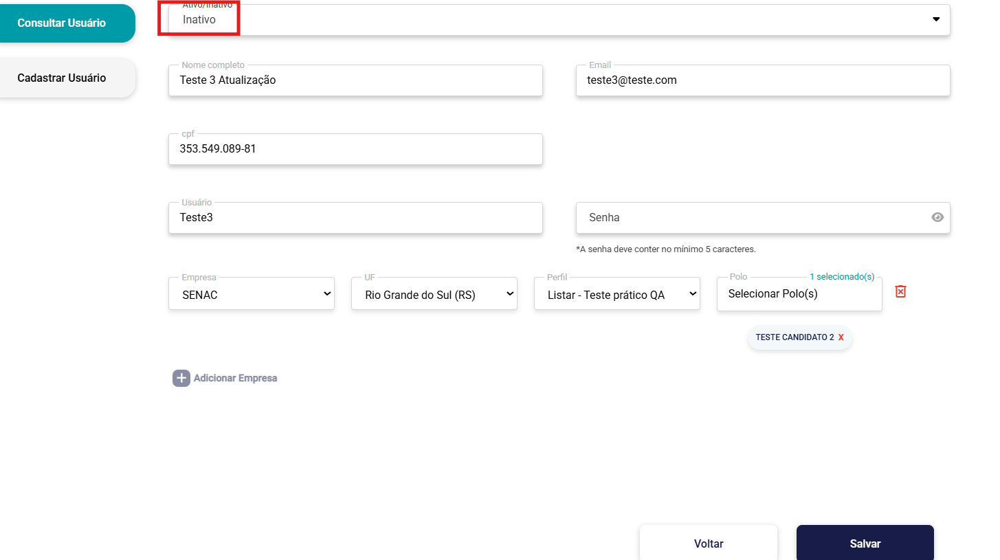 Consultar Usuário
Cadastrar Usuário
Ativo/Inativo
Inativo
Nome completo
Teste 3 Atualização
Email
teste3@teste.com
cpf
353.549.089-81
Usuário
Teste3
Senha
*A senha deve conter no mínimo 5 caracteres.
Empresa
SENAC
UF
Rio Grande do Sul (RS)
Perfil
Listar - Teste prático QA
Polo
1 selecionado(s)
Selecionar Polo(s)
TESTE CANDIDATO 2 X
Adicionar Empresa
Voltar
Salvar